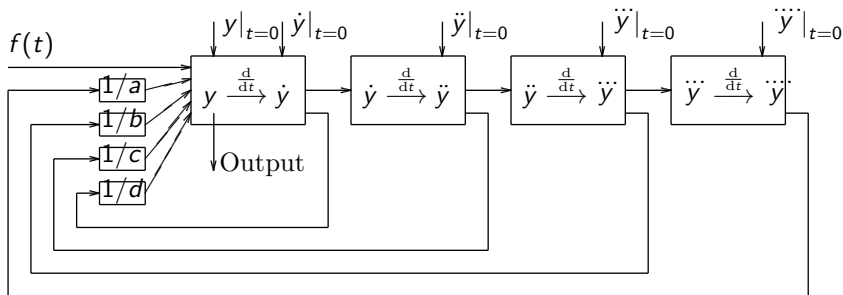 y|ₜ₌₀ ẏ|ₜ₌₀ ÿ|ₜ₌₀ y⃛|ₜ₌₀ y⃜|ₜ₌₀
f(t)
y d/dt → ẏ
ẏ d/dt → ÿ
ÿ d/dt → y⃛
y⃛ d/dt → y⃜
1/a
1/b
1/c
1/d
Output